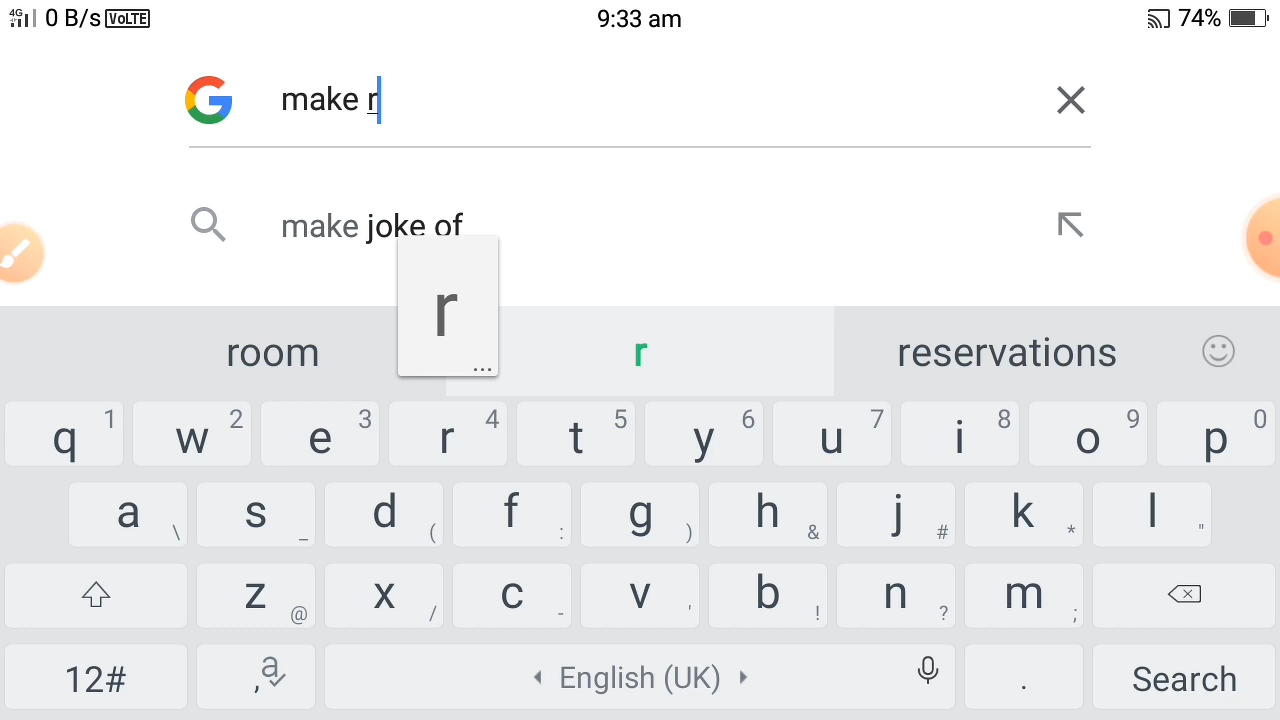 4G 0 B/s VoLTE 9:33 am 74%
make r
make joke of
r
...
room r reservations
q 1 w 2 e 3 r 4 t 5 y 6 u 7 i 8 o 9 p 0
a \ s _ d ( f : g ) h & j # k * l "
z @ x / c - v ' b ! n ? m ;
12# , a English (UK) . Search